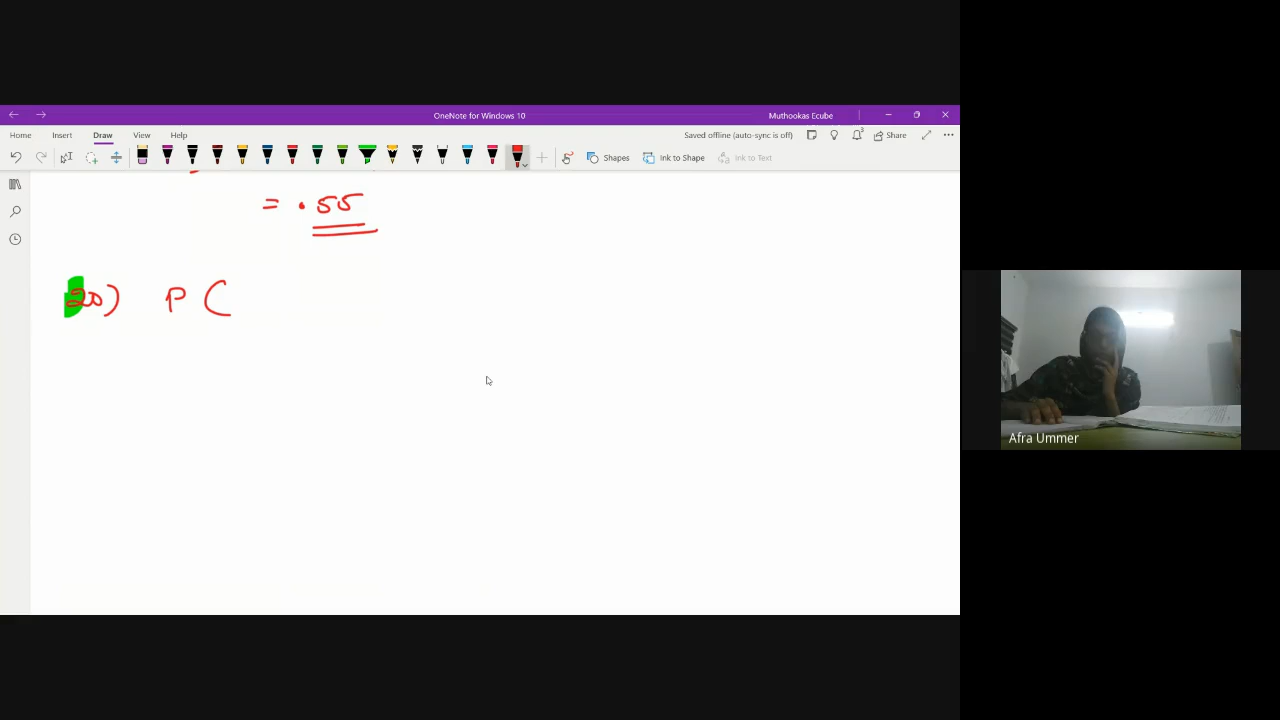 OneNote for Windows 10
Muthookas Ecube
Home Insert Draw View Help
Saved offline (auto-sync is off)
3
Share
Shapes
Ink to Shape
Ink to Text
= .55
20) P (
Afra Ummer